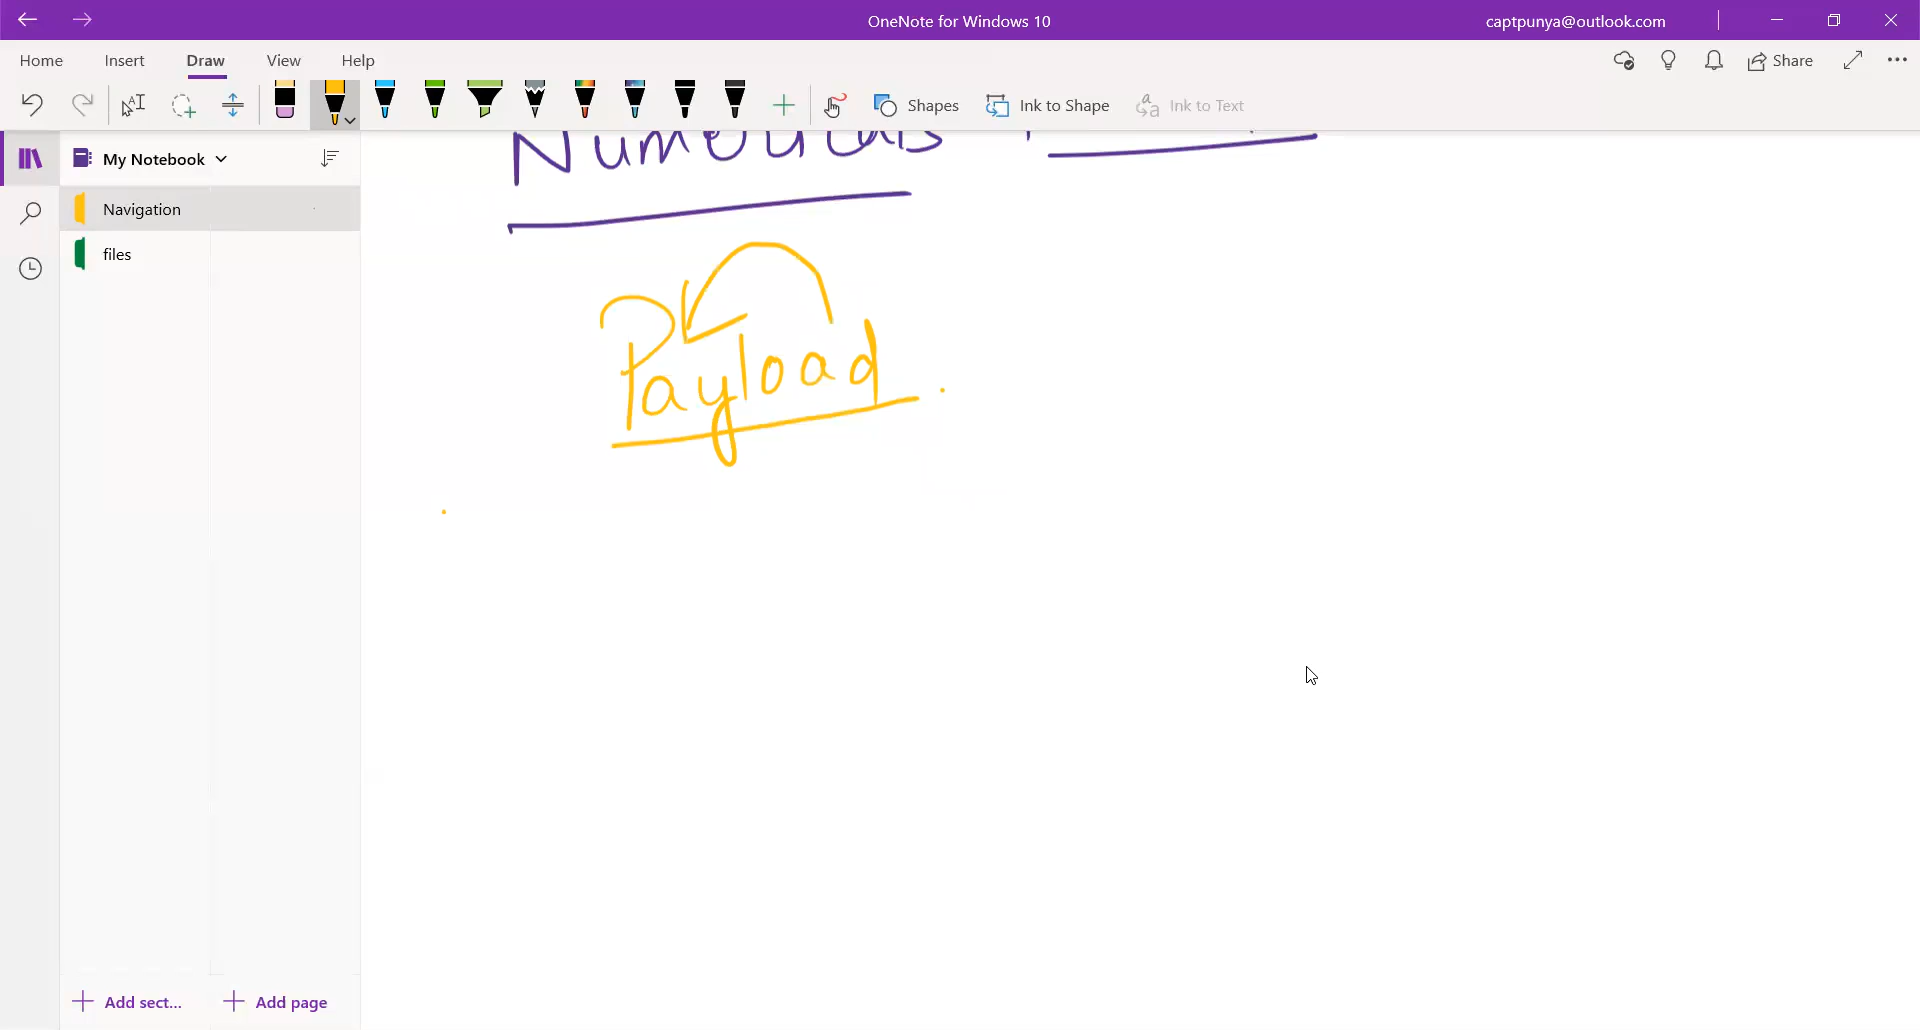 OneNote for Windows 10
captpunya@outlook.com
Home Insert Draw View Help
Share
Shapes Ink to Shape Ink to Text
My Notebook
Navigation
files
Numericals
Payload
Add sect... Add page